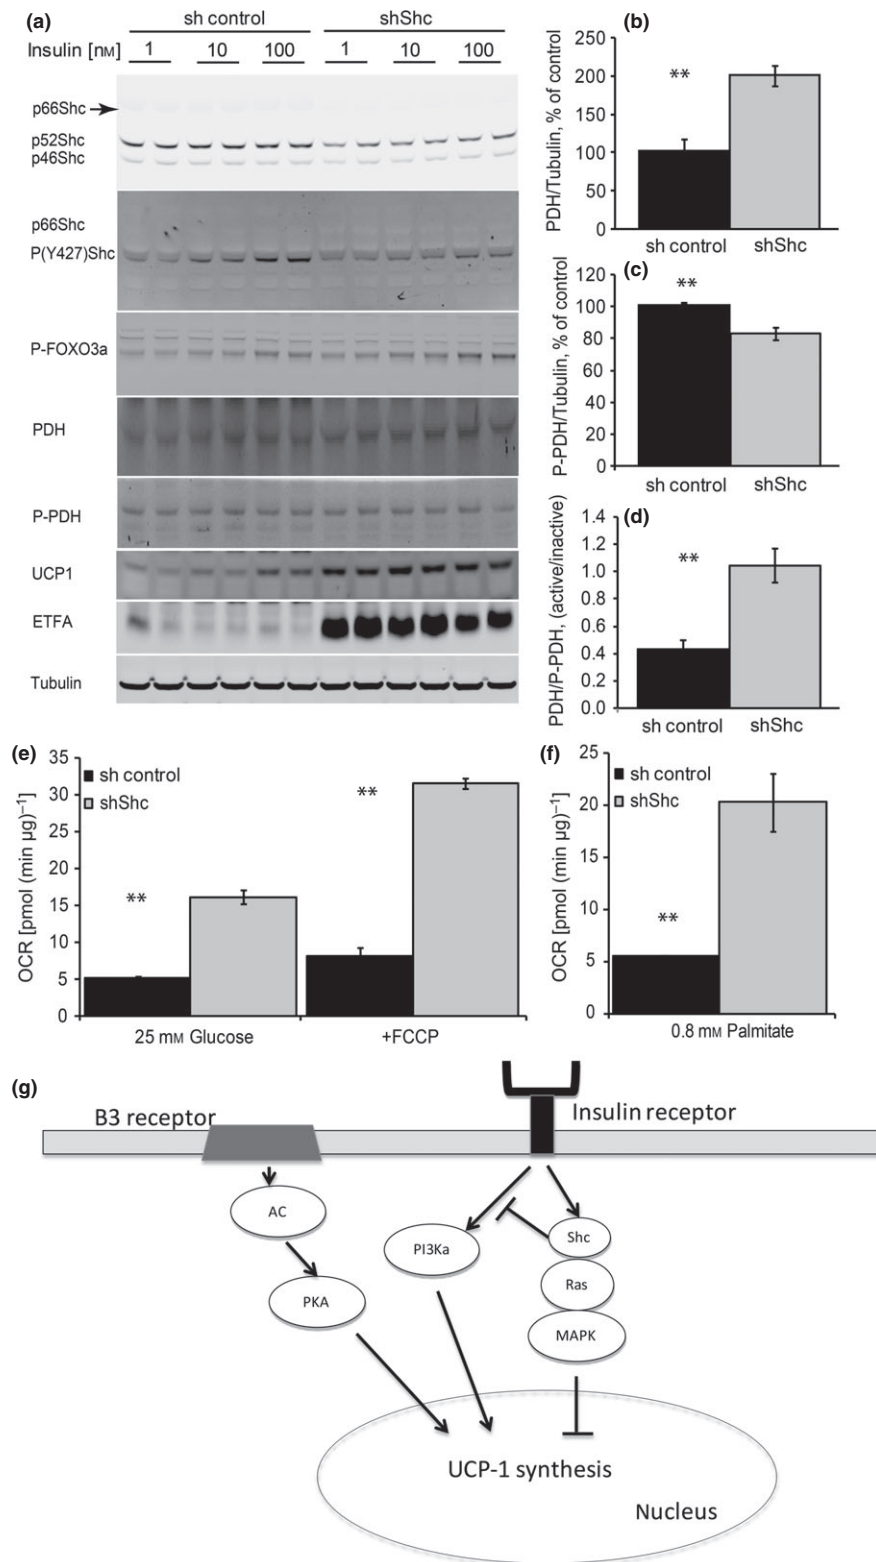 (a)
sh control shShc
Insulin [nM] 1 10 100 1 10 100
p66Shc
p52Shc
p46Shc
p66Shc
P(Y427)Shc
P-FOXO3a
PDH
P-PDH
UCP1
ETFA
Tubulin
(b)
PDH/Tubulin, % of control
250
200
150
100
50
0
sh control shShc
(c)
P-PDH/Tubulin, % of control
120
100
80
60
40
20
0
**
**
sh control shShc
(d)
PDH/P-PDH, (active/inactive)
1.4
1.2
1.0
0.8
0.6
0.4
0.2
0.0
**
sh control shShc
(e)
OCR [pmol (min µg)⁻¹]
35
30
25
20
15
10
5
0
sh control
shShc
**
**
25 mM Glucose +FCCP
(f)
OCR [pmol (min µg)⁻¹]
25
20
15
10
5
0
sh control
shShc
**
0.8 mM Palmitate
(g)
B3 receptor
Insulin receptor
AC
PKA
PI3Ka
Shc
Ras
MAPK
UCP-1 synthesis
Nucleus